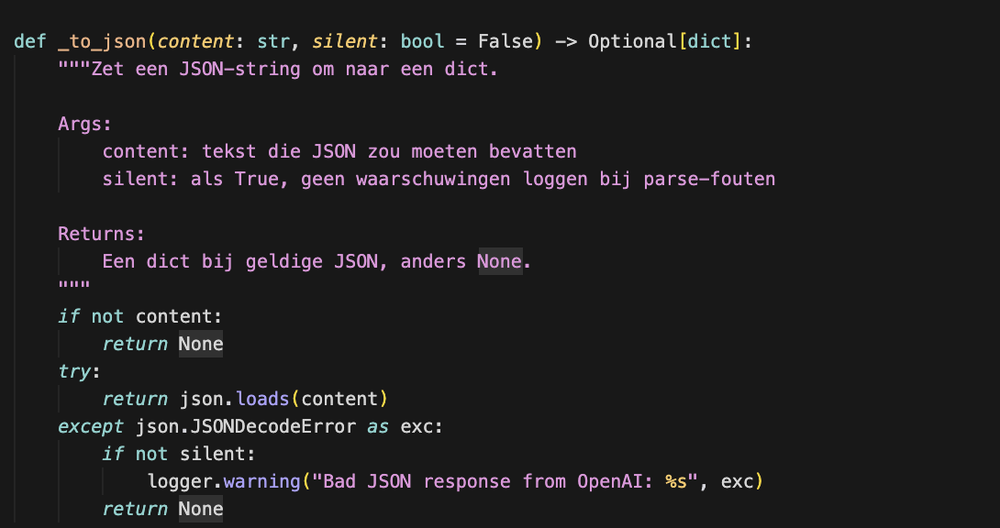 def _to_json(content: str, silent: bool = False) -> Optional[dict]:
    """Zet een JSON-string om naar een dict.

    Args:
        content: tekst die JSON zou moeten bevatten
        silent: als True, geen waarschuwingen loggen bij parse-fouten

    Returns:
        Een dict bij geldige JSON, anders None.
    """
    if not content:
        return None
    try:
        return json.loads(content)
    except json.JSONDecodeError as exc:
        if not silent:
            logger.warning("Bad JSON response from OpenAI: %s", exc)
        return None